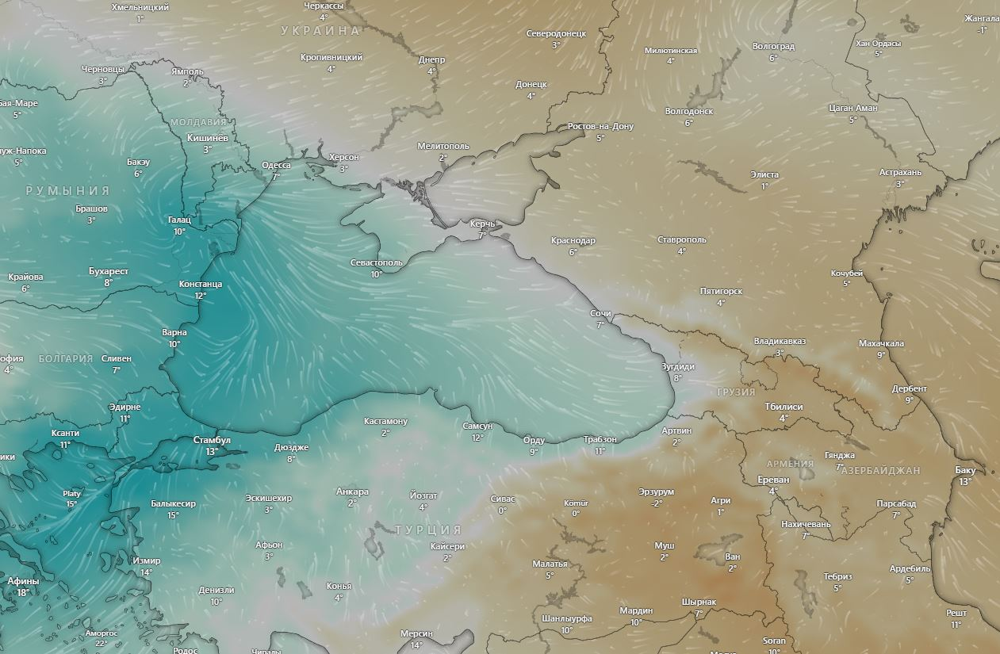 Хмельницкий
1°
Черкассы
4°
УКРАИНА
Северодонецк
3°
Жангала
-1°
Милютинская
4°
Волгоград
6°
Хан Ордасы
5°
Кропивницкий
4°
Днепр
4°
Черновцы
3°
Ямполь
2°
Донецк
4°
бая-Маре
5°
Волгодонск
6°
Цаган Аман
5°
МОЛДАВИЯ
Кишинёв
3°
Ростов-на-Дону
5°
луж-Напока
5°
Бакэу
6°
Одесса
7°
Херсон
3°
Мелитополь
2°
Элиста
1°
Астрахань
3°
РУМЫНИЯ
Брашов
3°
Галац
10°
Керчь
7°
Краснодар
6°
Ставрополь
4°
Севастополь
10°
Крайова
6°
Бухарест
8°
Констанца
12°
Кочубей
5°
Пятигорск
4°
Сочи
7°
Варна
10°
Владикавказ
3°
Махачкала
9°
офия
4°
БОЛГАРИЯ
Сливен
7°
Зугдиди
8°
ГРУЗИЯ
Дербент
9°
Эдирне
11°
Тбилиси
4°
Ксанти
11°
Стамбул
13°
Кастамону
2°
Самсун
12°
Орду
9°
Трабзон
11°
Артвин
2°
ики
Дюздже
8°
Гянджа
7°
АРМЕНИЯ
АЗЕРБАЙДЖАН
Баку
13°
Ереван
4°
Platy
15°
Балыкесир
15°
Эскишехир
3°
Анкара
2°
Йозгат
4°
Сивас
0°
Kömür
0°
Эрзурум
-2°
Агри
1°
Парсабад
7°
Нахичевань
7°
ТУРЦИЯ
Афьон
3°
Кайсери
2°
Муш
2°
Ван
2°
Измир
14°
Малатья
5°
Ардебиль
5°
Тебриз
5°
Афины
18°
Денизли
10°
Конья
4°
Шырнак
7°
Мардин
10°
Шанлыурфа
10°
Решт
11°
Аморгос
22°
Мерсин
14°
Soran
10°
Родос
Чиралы